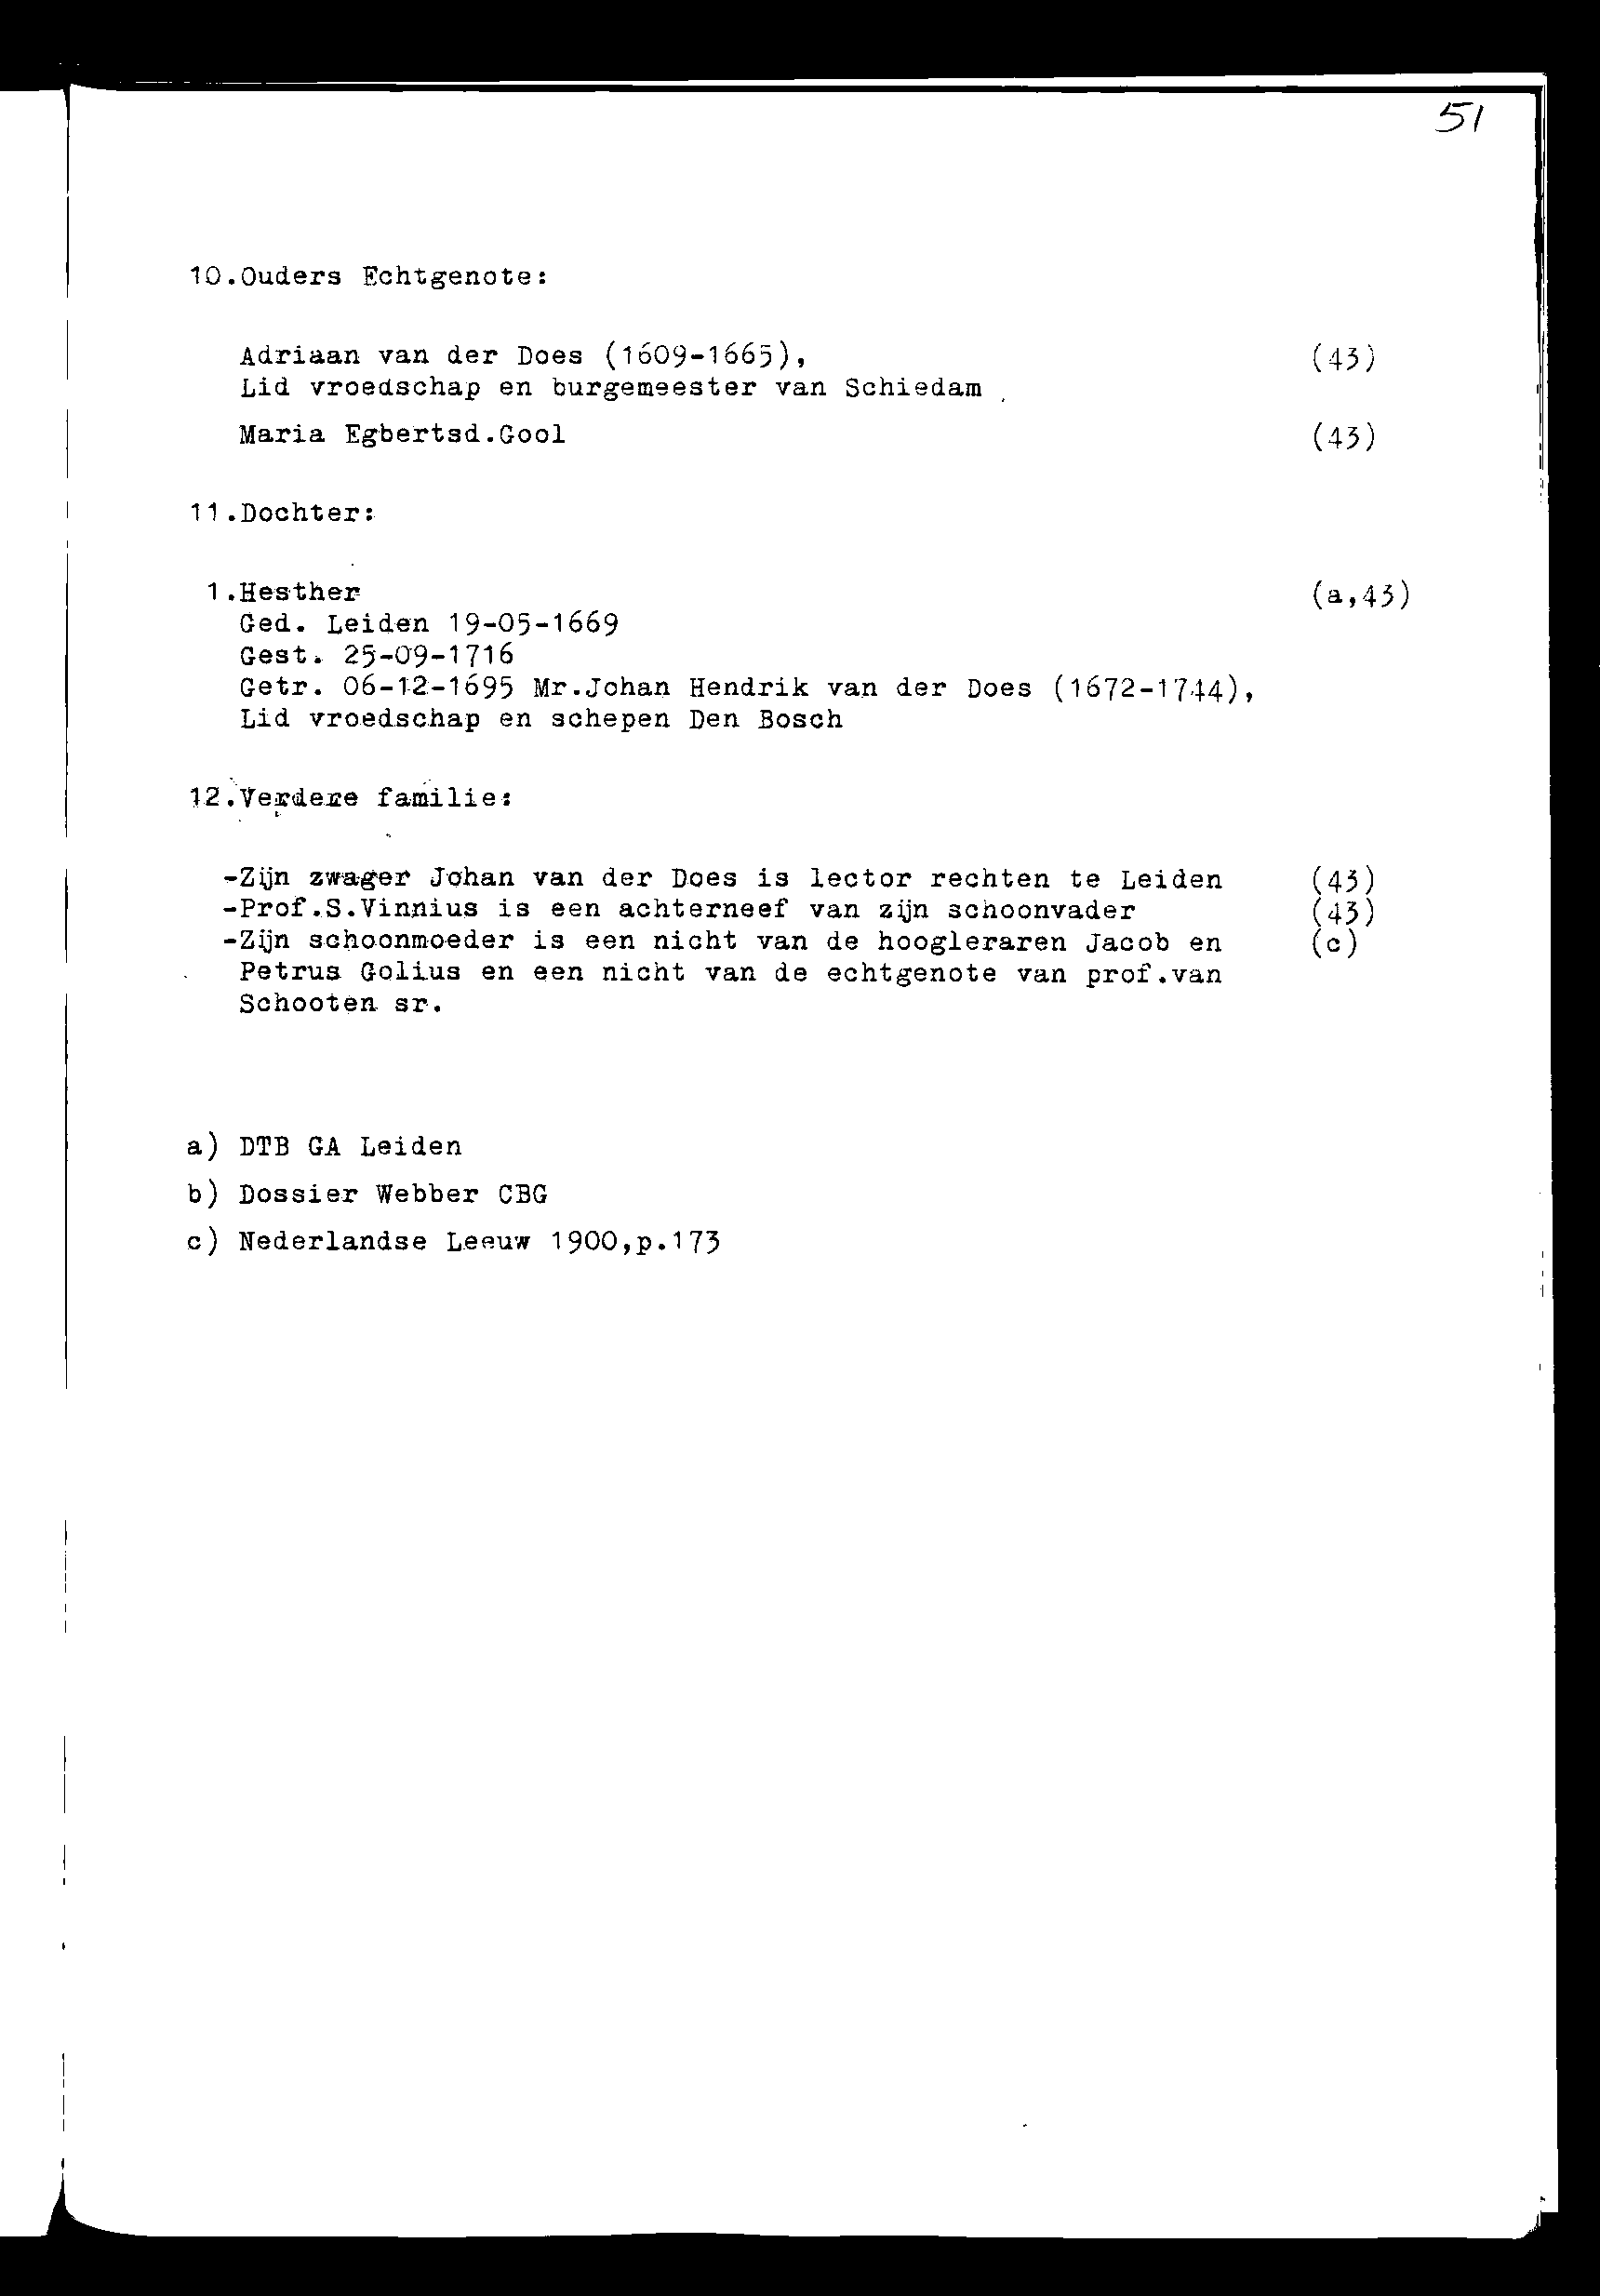 51
10.Ouders Echtgenote:
Adriaan van der Does (1609-1665), (43)
Lid vroedschap en burgemeester van Schiedam
Maria Egbertsd.Gool (43)
11.Dochter:
1.Hesther (a,43)
Ged. Leiden 19-05-1669
Gest. 25-09-1716
Getr. 06-12-1695 Mr.Johan Hendrik van der Does (1672-1744),
Lid vroedschap en schepen Den Bosch
12.Verdere familie:
-Zijn zwager Johan van der Does is lector rechten te Leiden (43)
-Prof.S.Vinnius is een achterneef van zijn schoonvader (43)
-Zijn schoonmoeder is een nicht van de hoogleraren Jacob en (c)
Petrus Golius en een nicht van de echtgenote van prof.van
Schooten sr.
a) DTB GA Leiden
b) Dossier Webber CBG
c) Nederlandse Leeuw 1900,p.173